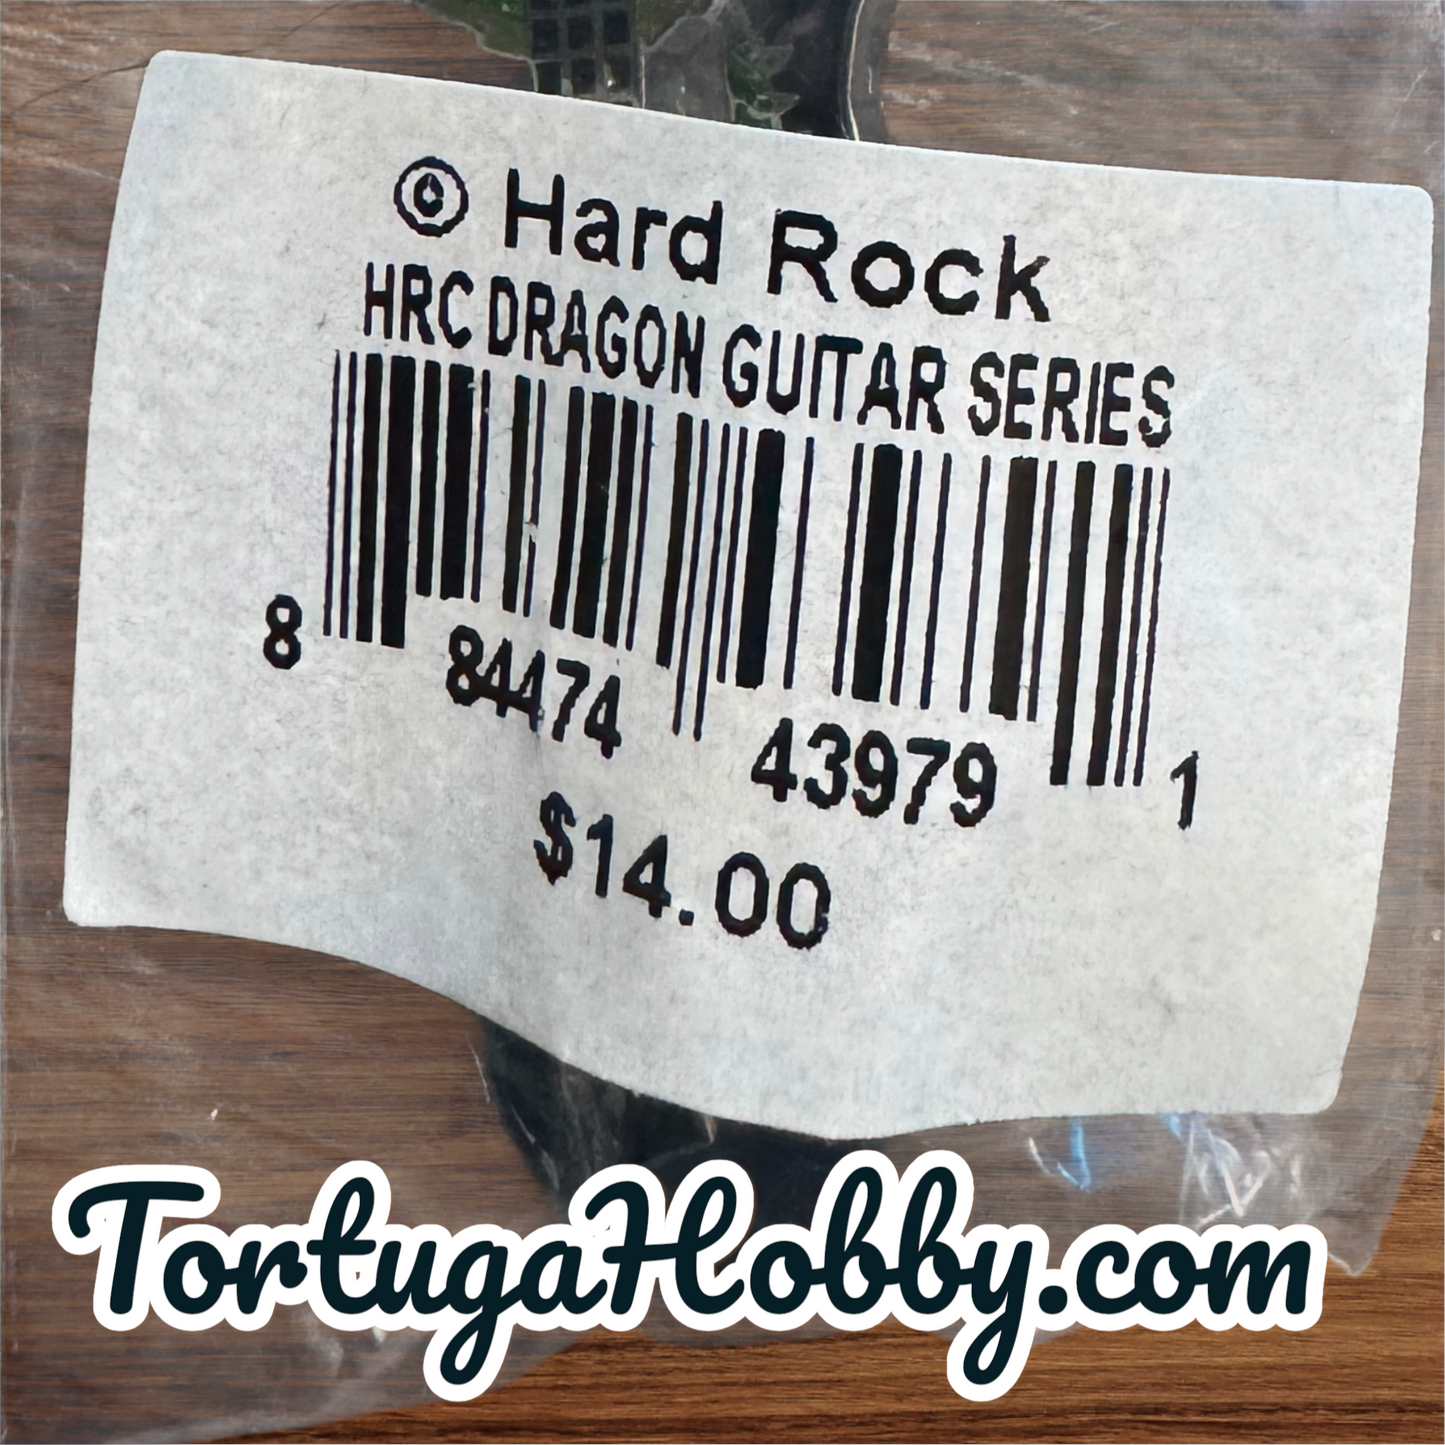 © Hard Rock
HRC DRAGON GUITAR SERIES
8 84474 43979 1
$14.00
TortugaHobby.com